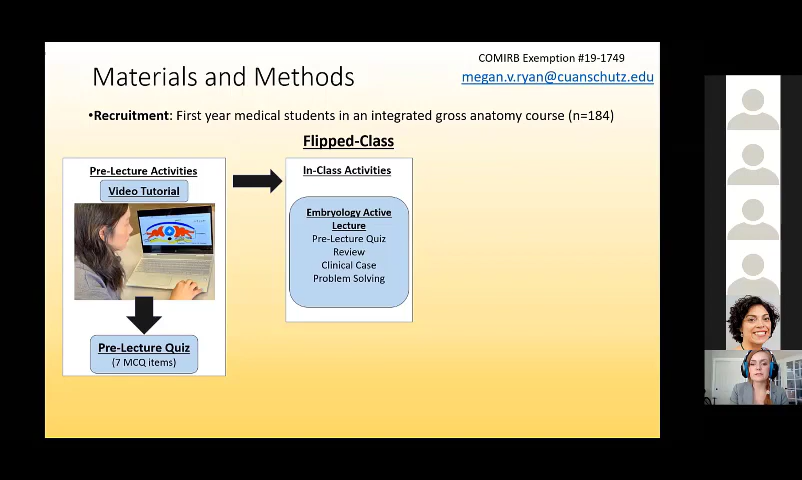 COMIRB Exemption #19-1749
Materials and Methods
megan.v.ryan@cuanschutz.edu
•Recruitment: First year medical students in an integrated gross anatomy course (n=184)
Flipped-Class
Pre-Lecture Activities
Video Tutorial
Pre-Lecture Quiz
(7 MCQ items)
In-Class Activities
Embryology Active
Lecture
Pre-Lecture Quiz
Review
Clinical Case
Problem Solving